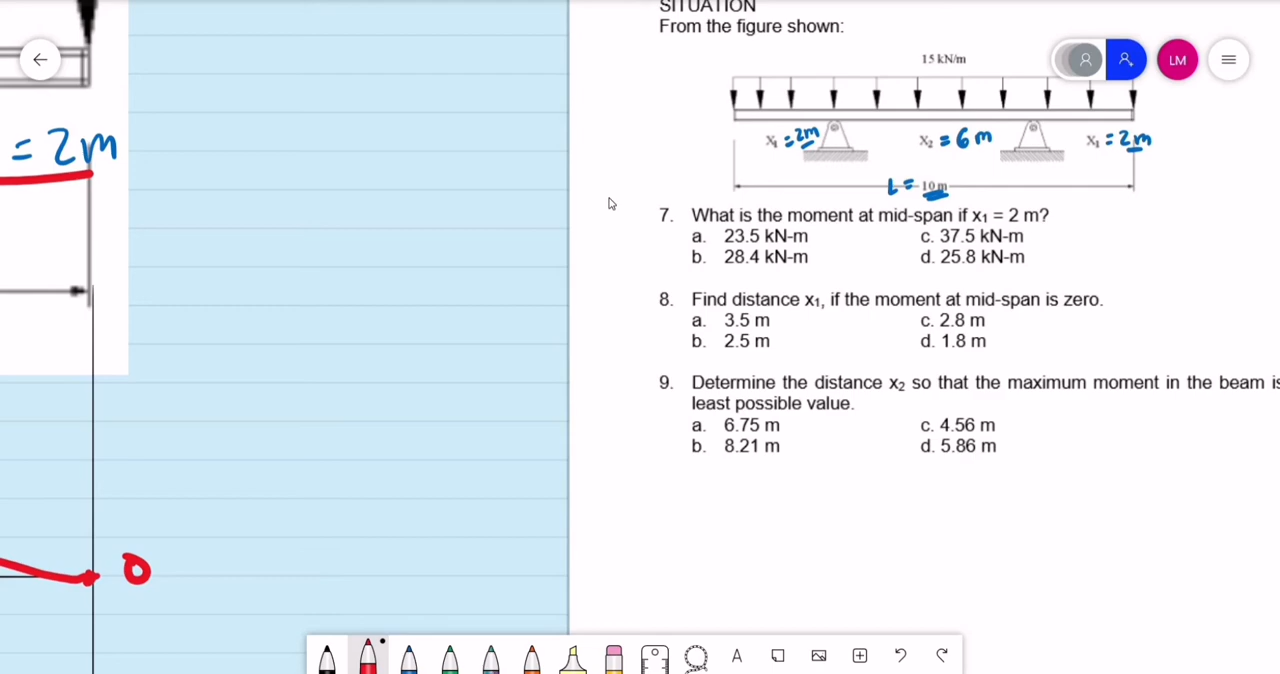 SITUATION
From the figure shown:
15 kN/m
LM
= 2m
X₁ = 2m
X₂ = 6m
X₁ = 2m
L = 10 m
7. What is the moment at mid-span if x₁ = 2 m?
a. 23.5 kN-m c. 37.5 kN-m
b. 28.4 kN-m d. 25.8 kN-m
8. Find distance x₁, if the moment at mid-span is zero.
a. 3.5 m c. 2.8 m
b. 2.5 m d. 1.8 m
9. Determine the distance x₂ so that the maximum moment in the beam is
least possible value.
a. 6.75 m c. 4.56 m
b. 8.21 m d. 5.86 m
0
A